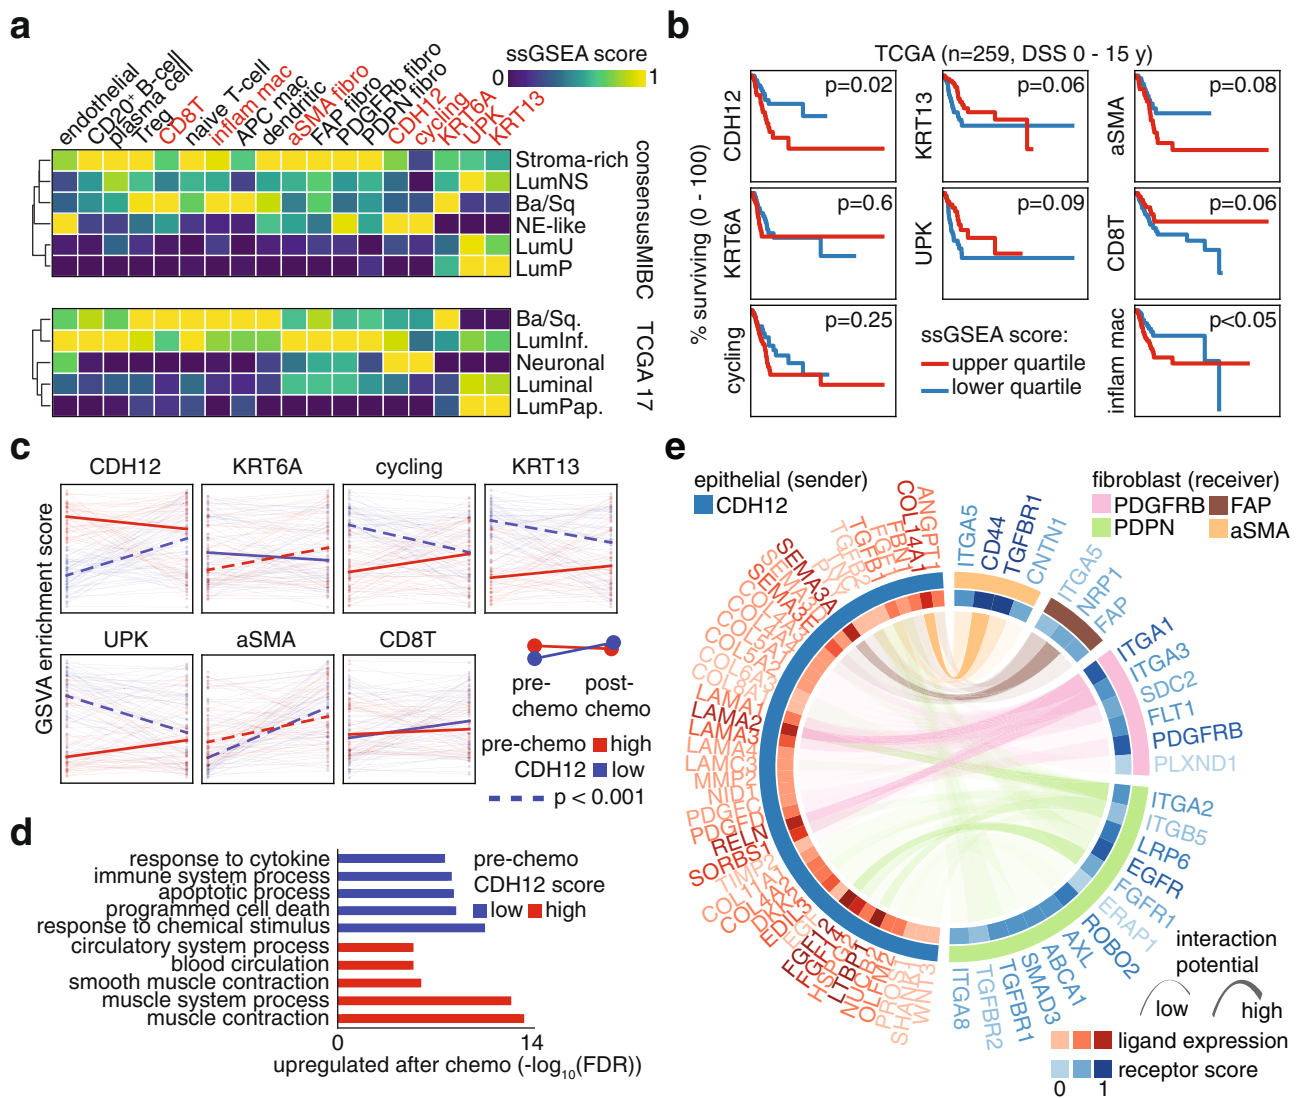 a
endothelial
CD20+ B-cell
plasma cell
Treg
CD8T
naive T-cell
inflam mac
APC mac
dendritic
aSMA fibro
FAP fibro
PDGFRb fibro
PDPN fibro
CDH12
cycling
KRT6A
UPK
KRT13
ssGSEA score
0 1
Stroma-rich
LumNS
Ba/Sq
NE-like
LumU
LumP
consensusMIBC
Ba/Sq.
LumInf.
Neuronal
Luminal
LumPap.
TCGA 17
b
TCGA (n=259, DSS 0 - 15 y)
% surviving (0 - 100)
CDH12
p=0.02
KRT13
p=0.06
aSMA
p=0.08
KRT6A
p=0.6
UPK
p=0.09
CD8T
p=0.06
cycling
p=0.25
ssGSEA score:
upper quartile
lower quartile
inflam mac
p<0.05
c
GSVA enrichment score
CDH12
KRT6A
cycling
KRT13
UPK
aSMA
CD8T
pre-chemo
post-chemo
pre-chemo high
CDH12 low
p < 0.001
d
response to cytokine
immune system process
apoptotic process
programmed cell death
response to chemical stimulus
circulatory system process
blood circulation
smooth muscle contraction
muscle system process
muscle contraction
pre-chemo
CDH12 score
low high
0 14
upregulated after chemo (-log10(FDR))
e
epithelial (sender)
CDH12
fibroblast (receiver)
PDGFRB FAP
PDPN aSMA
ANGPT1
COL14A1
FBN1
TGFB1
SEMA3A
SEMA3E
LAMA1
LAMA2
LAMA3
LAMA4
LAMC3
MMP2
NID1
PDGFC
PDGFD
RELN
SORBS1
LTBP1
OLFM2
PROS1
SHANK1
WNT3
ITGA5
CD44
TGFBR1
CNTN1
ITGA5
NRP1
FAP
ITGA1
ITGA3
SDC2
FLT1
PDGFRB
PLXND1
ITGA2
ITGB5
LRP6
EGFR
FGFR1
ERAP1
ROBO2
AXL
ABCA1
SMAD3
TGFBR1
TGFBR2
ITGA8
interaction
potential
low high
ligand expression
receptor score
0 1